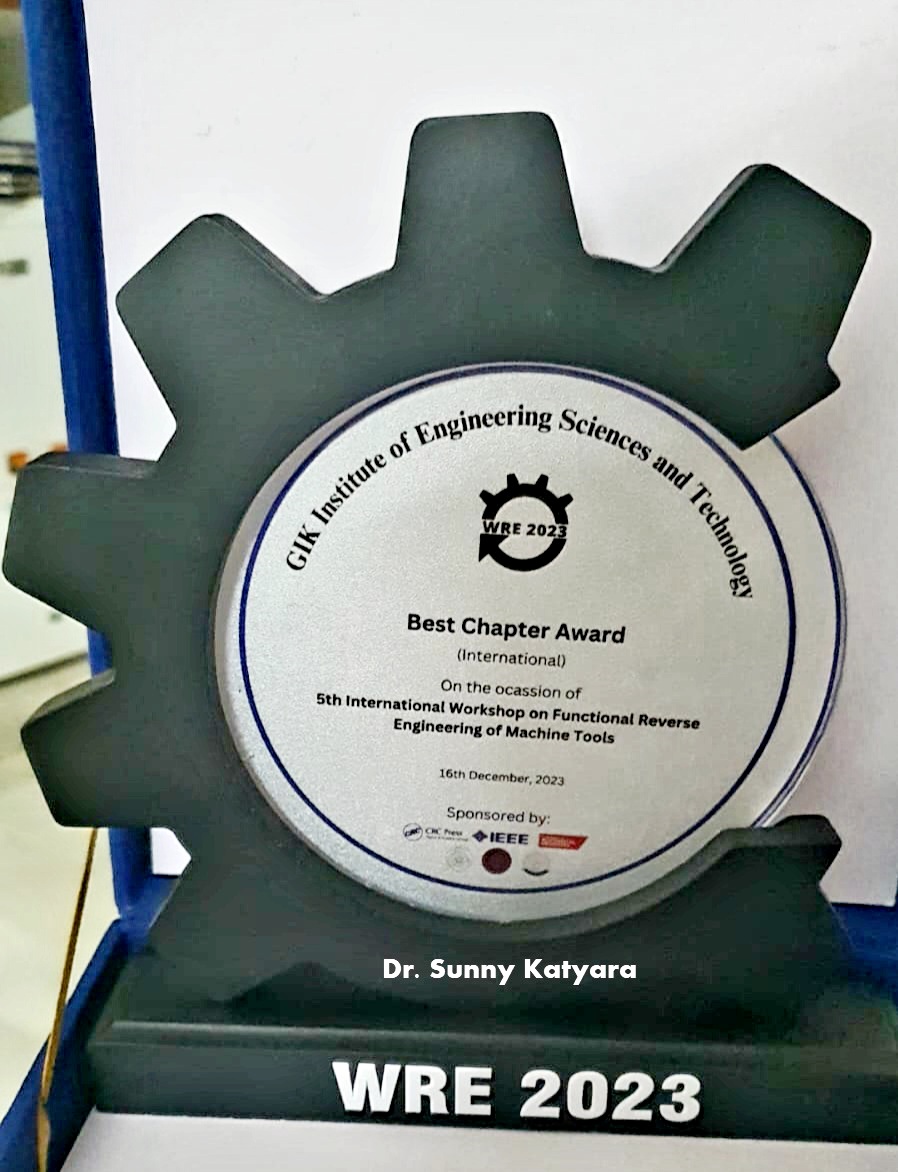 GIK Institute of Engineering Sciences and Technology
WRE 2023
Best Chapter Award
(International)
On the ocassion of
5th International Workshop on Functional Reverse
Engineering of Machine Tools
16th December, 2023
Sponsored by:
CRC CRC Press IEEE
Dr. Sunny Katyara
WRE 2023